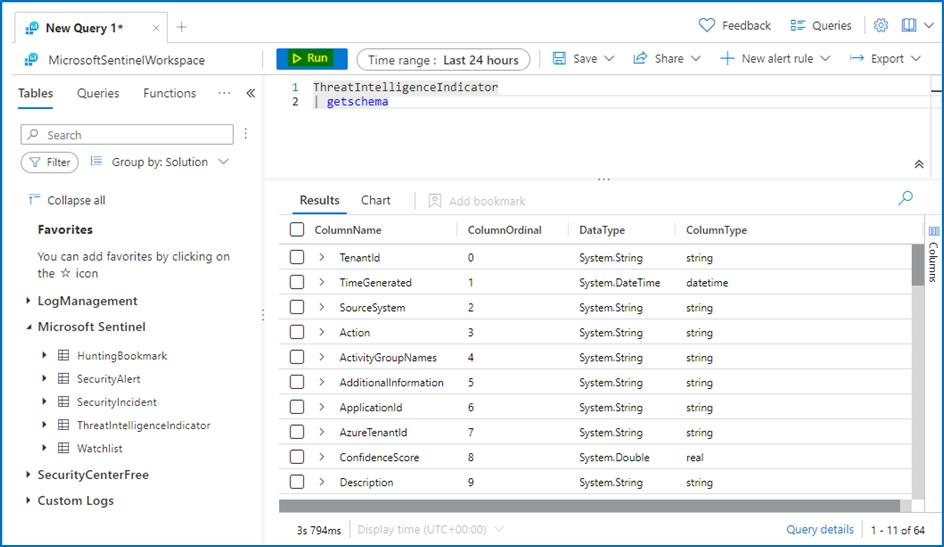 New Query 1*
Feedback
Queries
MicrosoftSentinelWorkspace
Run
Time range : Last 24 hours
Save
Share
New alert rule
Export
Tables Queries Functions ··· «
Search
Filter
Group by: Solution
Collapse all
Favorites
You can add favorites by clicking on
the ☆ icon
LogManagement
Microsoft Sentinel
HuntingBookmark
SecurityAlert
SecurityIncident
ThreatIntelligenceIndicator
Watchlist
SecurityCenterFree
Custom Logs
1 ThreatIntelligenceIndicator
2 | getschema
Results Chart Add bookmark
ColumnName ColumnOrdinal DataType ColumnType
TenantId 0 System.String string
TimeGenerated 1 System.DateTime datetime
SourceSystem 2 System.String string
Action 3 System.String string
ActivityGroupNames 4 System.String string
AdditionalInformation 5 System.String string
ApplicationId 6 System.String string
AzureTenantId 7 System.String string
ConfidenceScore 8 System.Double real
Description 9 System.String string
Columns
3s 794ms Display time (UTC+00:00) Query details 1 - 11 of 64